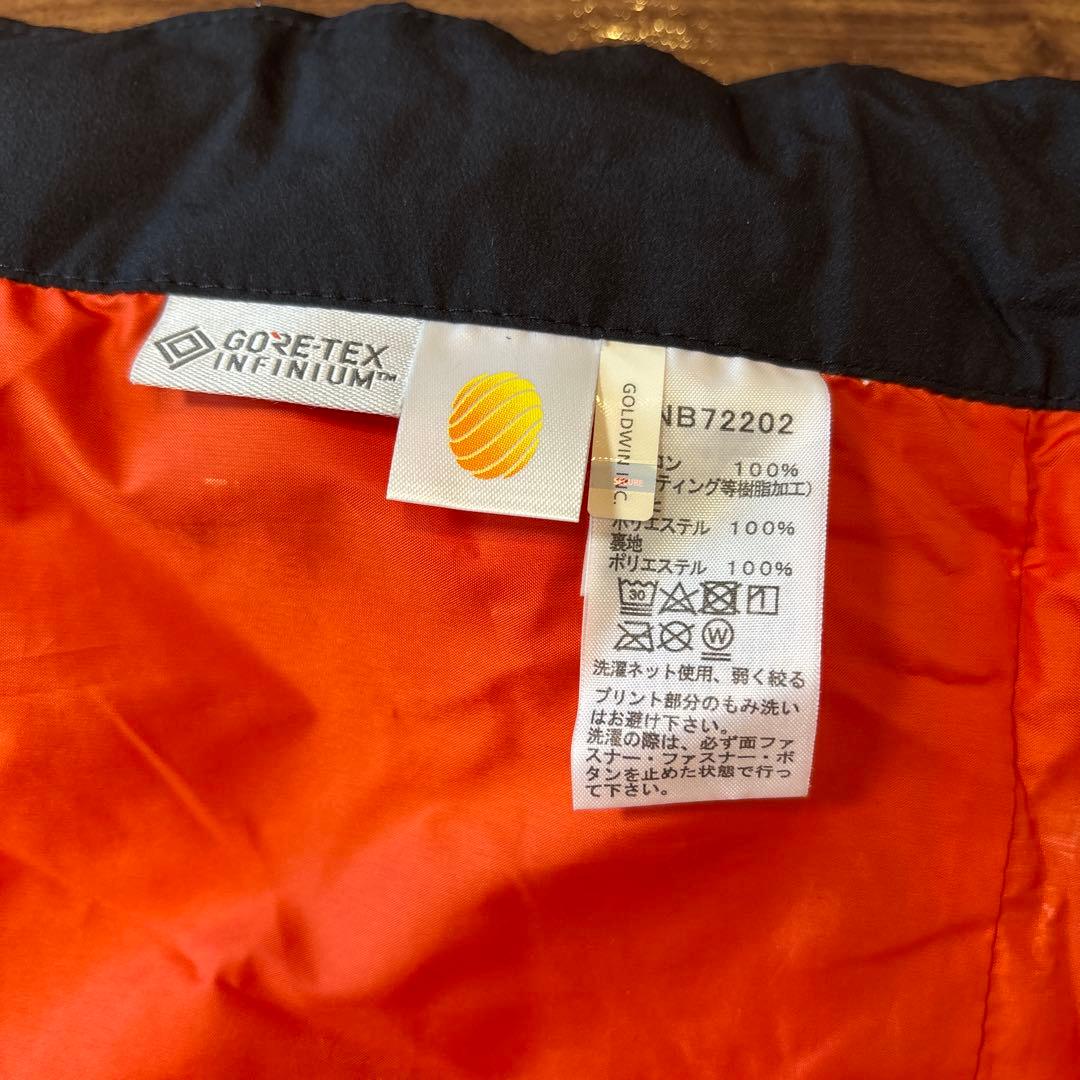 GORE-TEX
INFINIUM™
GOLDWIN INC.
SECURE
NB72202
ロン 100%
ティング等樹脂加工)
ポリエステル 100%
裏地
ポリエステル 100%
30
W
洗濯ネット使用、弱く絞る
プリント部分のもみ洗い
はお避け下さい。
洗濯の際は、必ず面ファ
スナー・ファスナー・ボ
タンを止めた状態で行っ
て下さい。